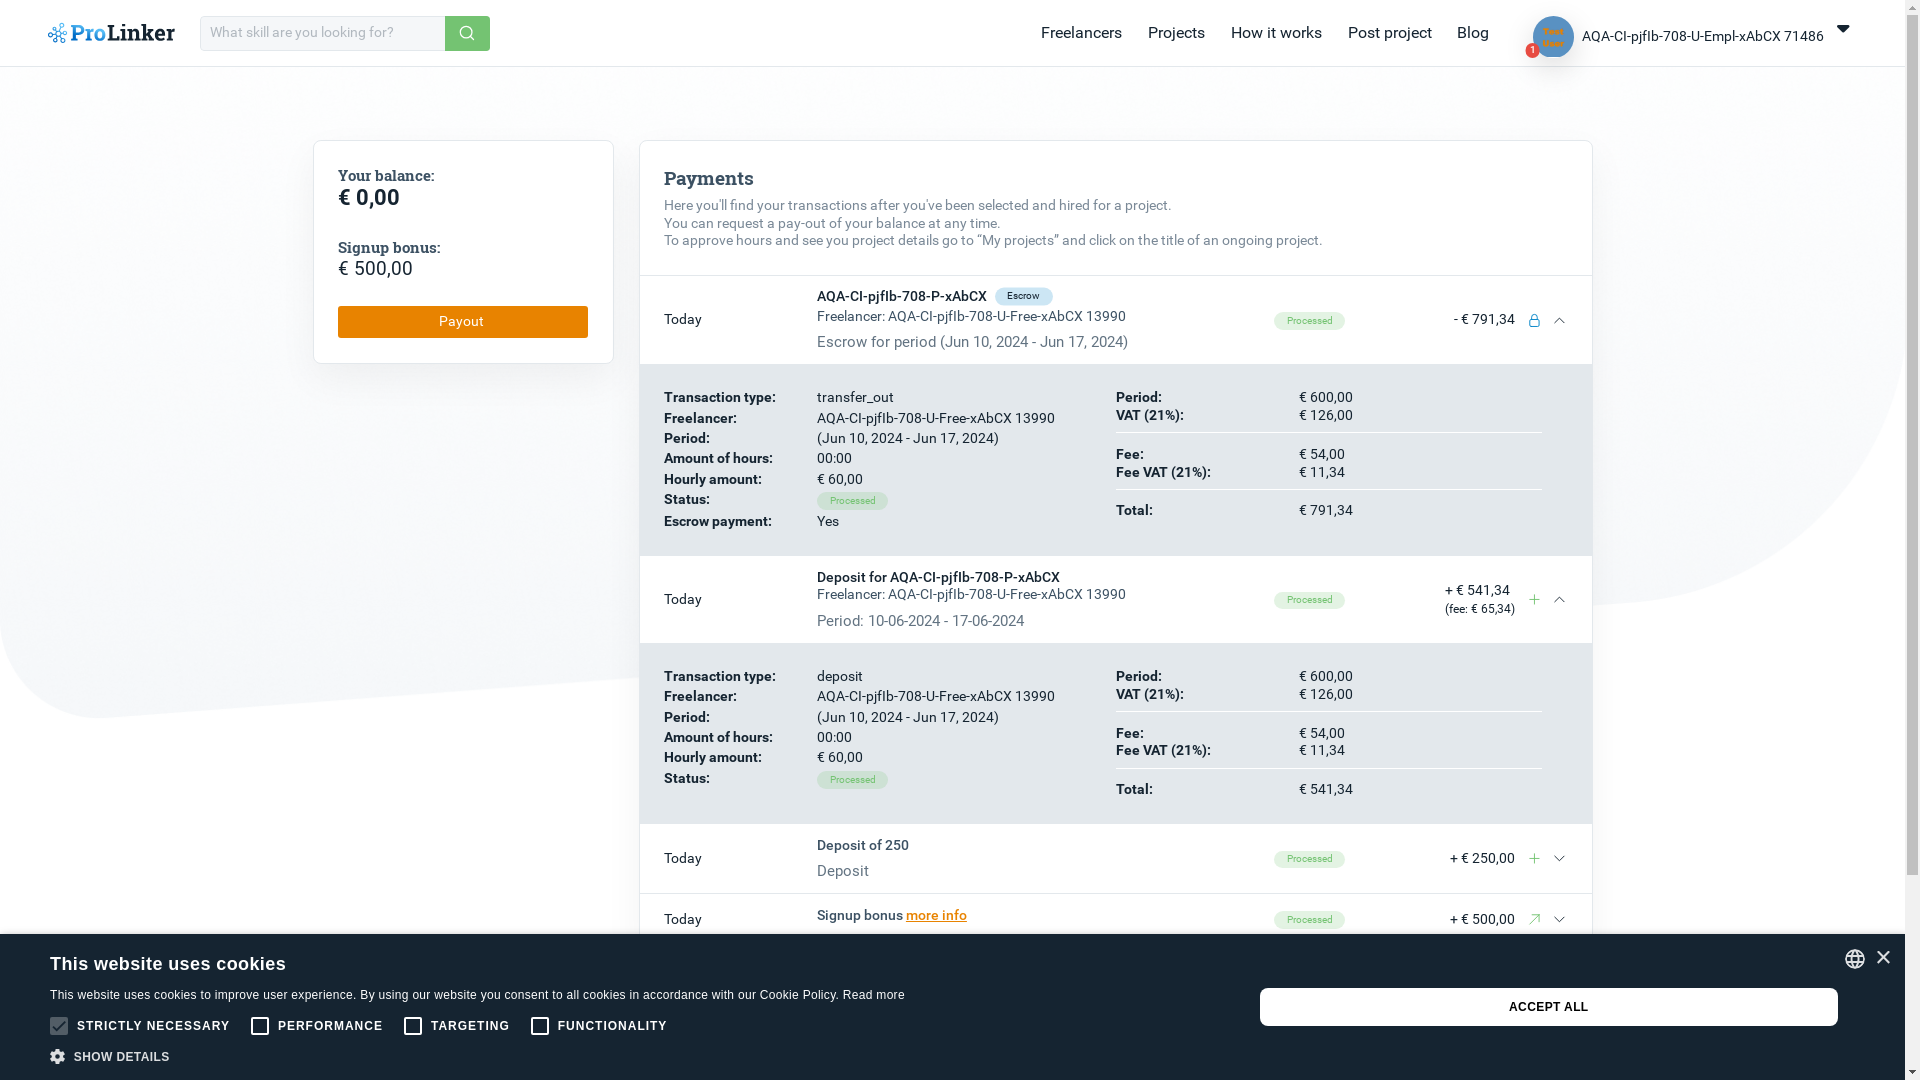 ProLinker
What skill are you looking for?
Freelancers Projects How it works Post project Blog
Test
User
1
AQA-CI-pjfIb-708-U-Empl-xAbCX 71486
Your balance:
€ 0,00
Signup bonus:
€ 500,00
Payout
Payments
Here you'll find your transactions after you've been selected and hired for a project.
You can request a pay-out of your balance at any time.
To approve hours and see you project details go to “My projects” and click on the title of an ongoing project.
Today
AQA-CI-pjfIb-708-P-xAbCX Escrow
Freelancer: AQA-CI-pjfIb-708-U-Free-xAbCX 13990
Escrow for period (Jun 10, 2024 - Jun 17, 2024)
Processed
- € 791,34
Transaction type: transfer_out
Freelancer: AQA-CI-pjfIb-708-U-Free-xAbCX 13990
Period: (Jun 10, 2024 - Jun 17, 2024)
Amount of hours: 00:00
Hourly amount: € 60,00
Status: Processed
Escrow payment: Yes
Period: € 600,00
VAT (21%): € 126,00
Fee: € 54,00
Fee VAT (21%): € 11,34
Total: € 791,34
Today
Deposit for AQA-CI-pjfIb-708-P-xAbCX
Freelancer: AQA-CI-pjfIb-708-U-Free-xAbCX 13990
Period: 10-06-2024 - 17-06-2024
Processed
+ € 541,34
(fee: € 65,34)
Transaction type: deposit
Freelancer: AQA-CI-pjfIb-708-U-Free-xAbCX 13990
Period: (Jun 10, 2024 - Jun 17, 2024)
Amount of hours: 00:00
Hourly amount: € 60,00
Status: Processed
Period: € 600,00
VAT (21%): € 126,00
Fee: € 54,00
Fee VAT (21%): € 11,34
Total: € 541,34
Today
Deposit of 250
Deposit
Processed
+ € 250,00
Today
Signup bonus more info
Processed
+ € 500,00
This website uses cookies
This website uses cookies to improve user experience. By using our website you consent to all cookies in accordance with our Cookie Policy. Read more
STRICTLY NECESSARY PERFORMANCE TARGETING FUNCTIONALITY
SHOW DETAILS
ACCEPT ALL